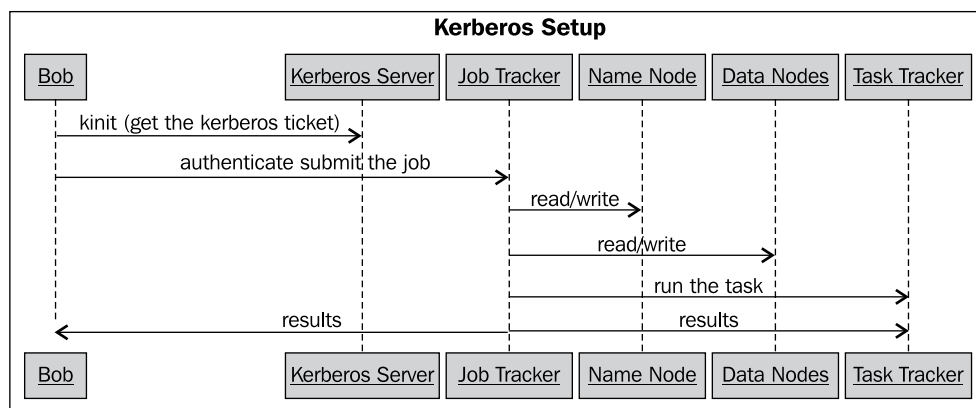 Kerberos Setup
Bob
Kerberos Server
Job Tracker
Name Node
Data Nodes
Task Tracker
kinit (get the kerberos ticket)
authenticate submit the job
read/write
read/write
run the task
results
results
Bob
Kerberos Server
Job Tracker
Name Node
Data Nodes
Task Tracker